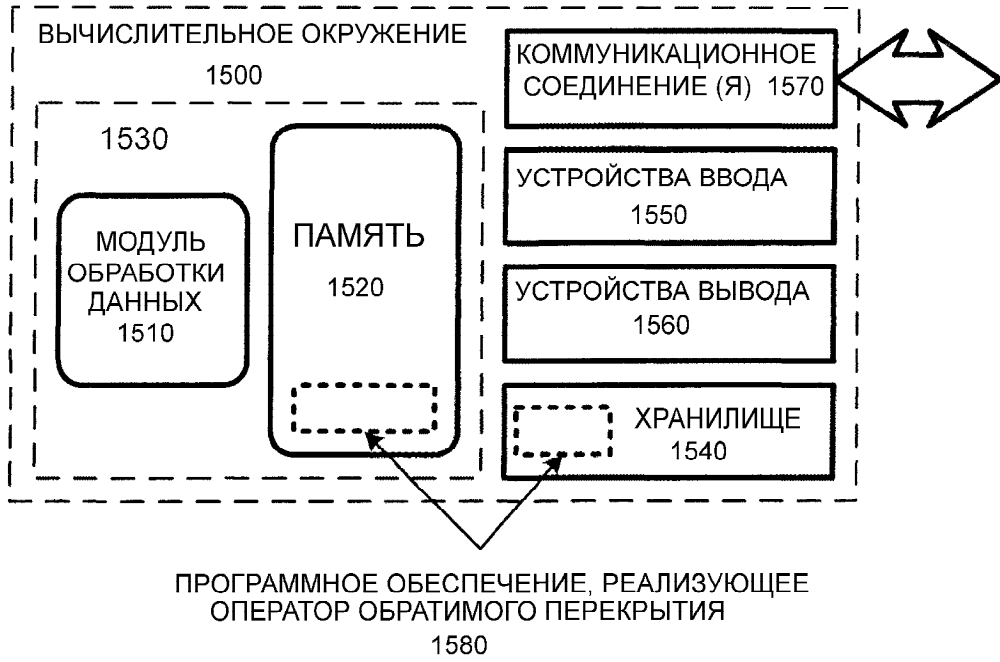 ВЫЧИСЛИТЕЛЬНОЕ ОКРУЖЕНИЕ
1500
1530
МОДУЛЬ
ОБРАБОТКИ
ДАННЫХ
1510
ПАМЯТЬ
1520
КОММУНИКАЦИОННОЕ
СОЕДИНЕНИЕ (Я) 1570
УСТРОЙСТВА ВВОДА
1550
УСТРОЙСТВА ВЫВОДА
1560
ХРАНИЛИЩЕ
1540
ПРОГРАММНОЕ ОБЕСПЕЧЕНИЕ, РЕАЛИЗУЮЩЕЕ
ОПЕРАТОР ОБРАТИМОГО ПЕРЕКРЫТИЯ
1580